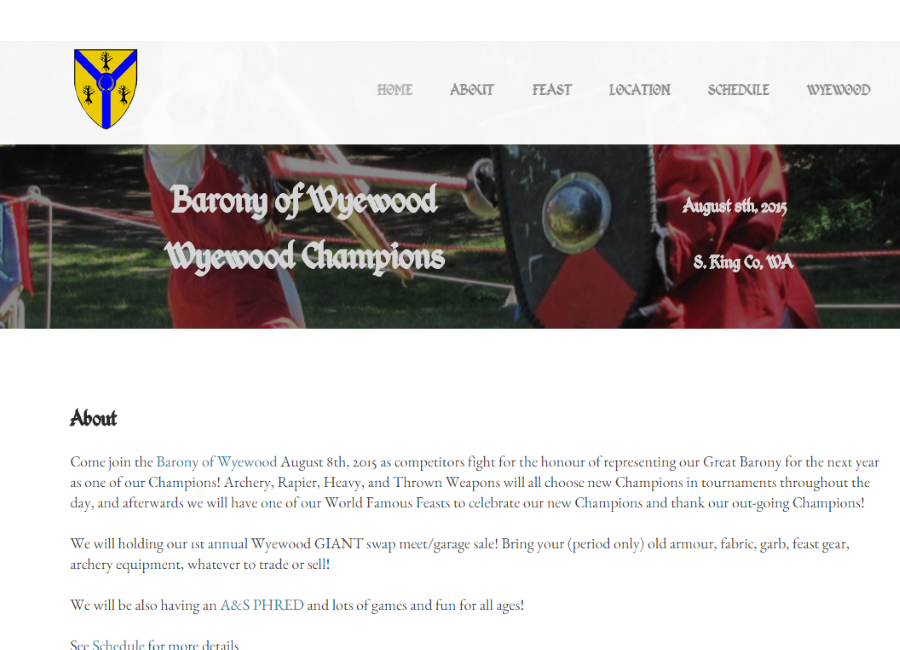 HOME ABOUT FEAST LOCATION SCHEDULE WYEWOOD
Barony of Wyewood
August 8th, 2015
Wyewood Champions
S. King Co, WA
About
Come join the Barony of Wyewood August 8th, 2015 as competitors fight for the honour of representing our Great Barony for the next year
as one of our Champions! Archery, Rapier, Heavy, and Thrown Weapons will all choose new Champions in tournaments throughout the
day, and afterwards we will have one of our World Famous Feasts to celebrate our new Champions and thank our out-going Champions!
We will holding our 1st annual Wyewood GIANT swap meet/garage sale! Bring your (period only) old armour, fabric, garb, feast gear,
archery equipment, whatever to trade or sell!
We will be also having an A&S PHRED and lots of games and fun for all ages!
See Schedule for more details